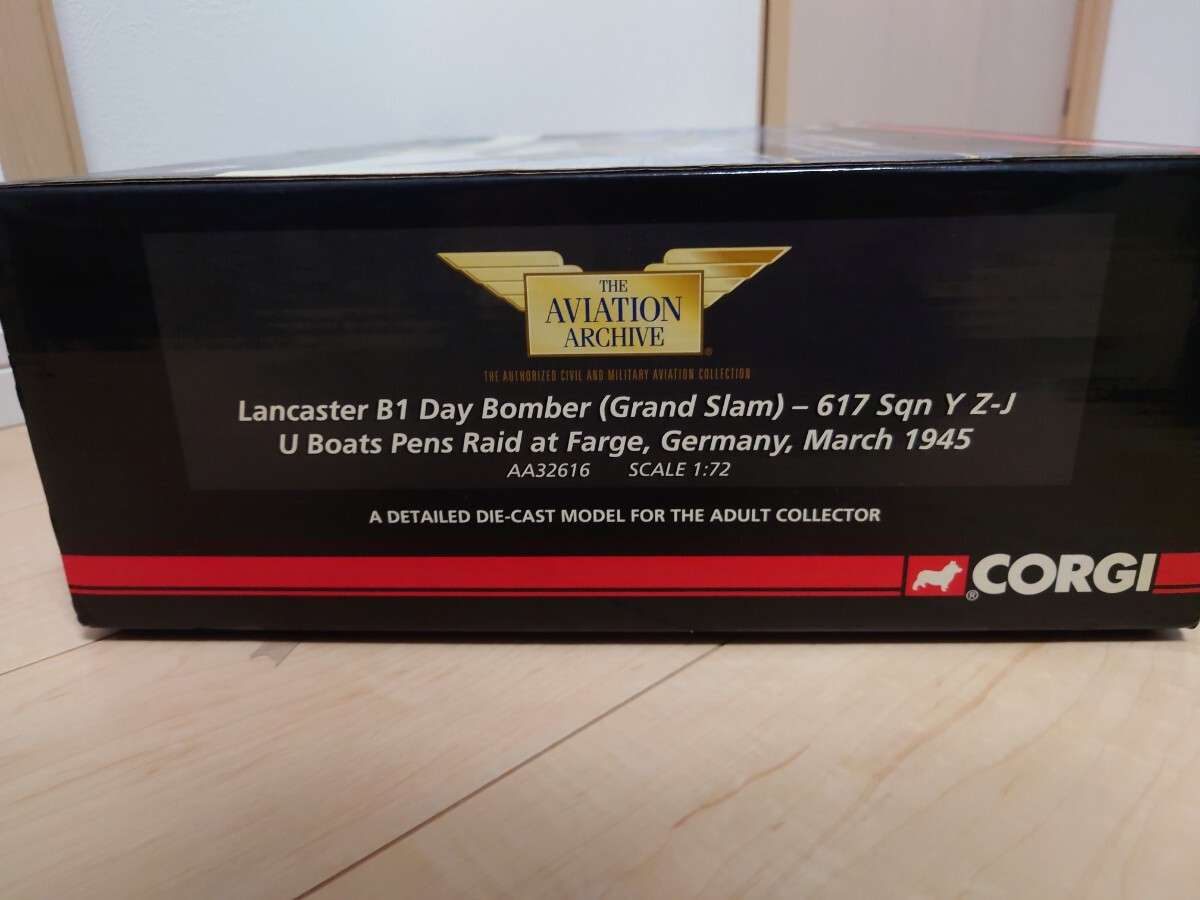 THE
AVIATION
ARCHIVE
®
THE AUTHORIZED CIVIL AND MILITARY AVIATION COLLECTION
Lancaster B1 Day Bomber (Grand Slam) – 617 Sqn Y Z-J
U Boats Pens Raid at Farge, Germany, March 1945
AA32616 SCALE 1:72
A DETAILED DIE-CAST MODEL FOR THE ADULT COLLECTOR
® CORGI